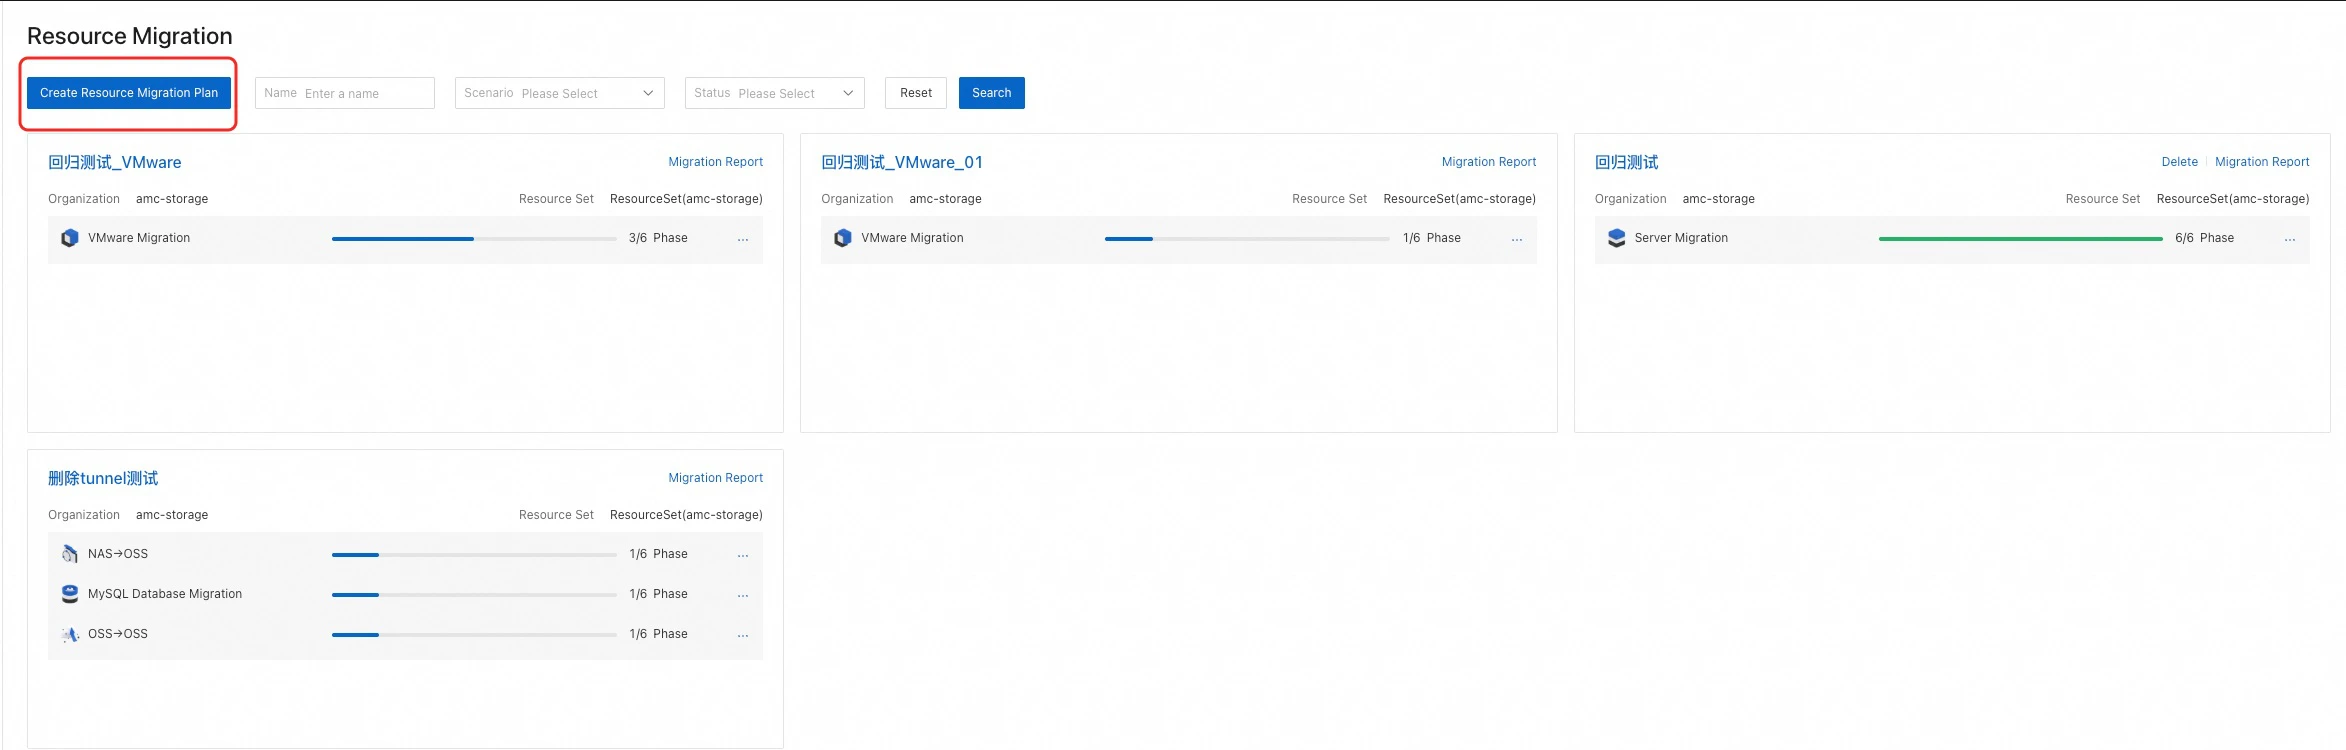 Resource Migration
Create Resource Migration Plan Name Enter a name Scenario Please Select Status Please Select Reset Search
回归测试_VMware Migration Report
Organization amc-storage Resource Set ResourceSet(amc-storage)
VMware Migration 3/6 Phase ...
回归测试_VMware_01 Migration Report
Organization amc-storage Resource Set ResourceSet(amc-storage)
VMware Migration 1/6 Phase ...
回归测试 Delete Migration Report
Organization amc-storage Resource Set ResourceSet(amc-storage)
Server Migration 6/6 Phase ...
删除tunnel测试 Migration Report
Organization amc-storage Resource Set ResourceSet(amc-storage)
NAS→OSS 1/6 Phase ...
MySQL Database Migration 1/6 Phase ...
OSS→OSS 1/6 Phase ...